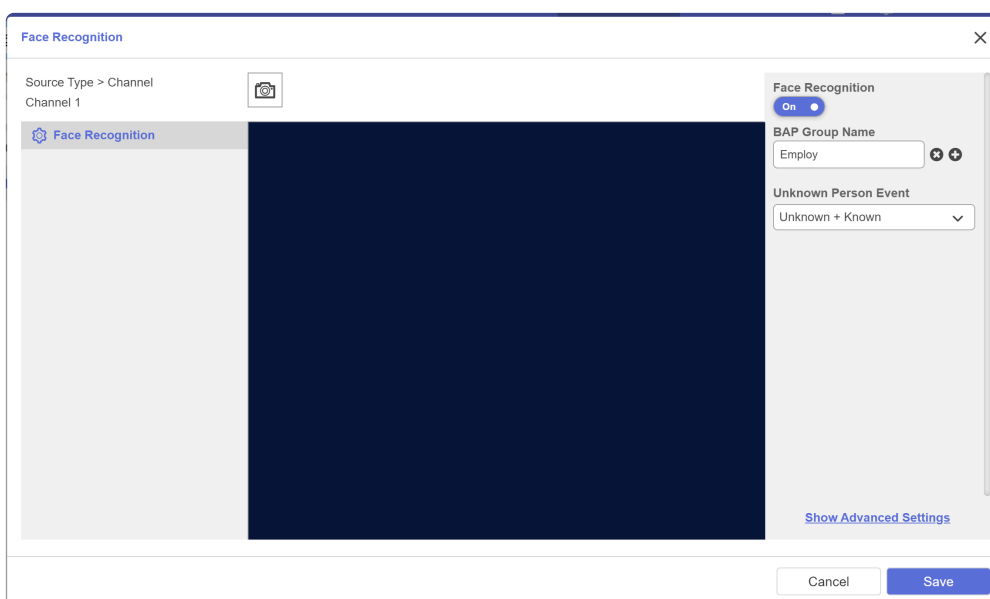 Face Recognition
Source Type > Channel
Channel 1
Face Recognition
Face Recognition
On
BAP Group Name
Employ
Unknown Person Event
Unknown + Known
Show Advanced Settings
Cancel
Save